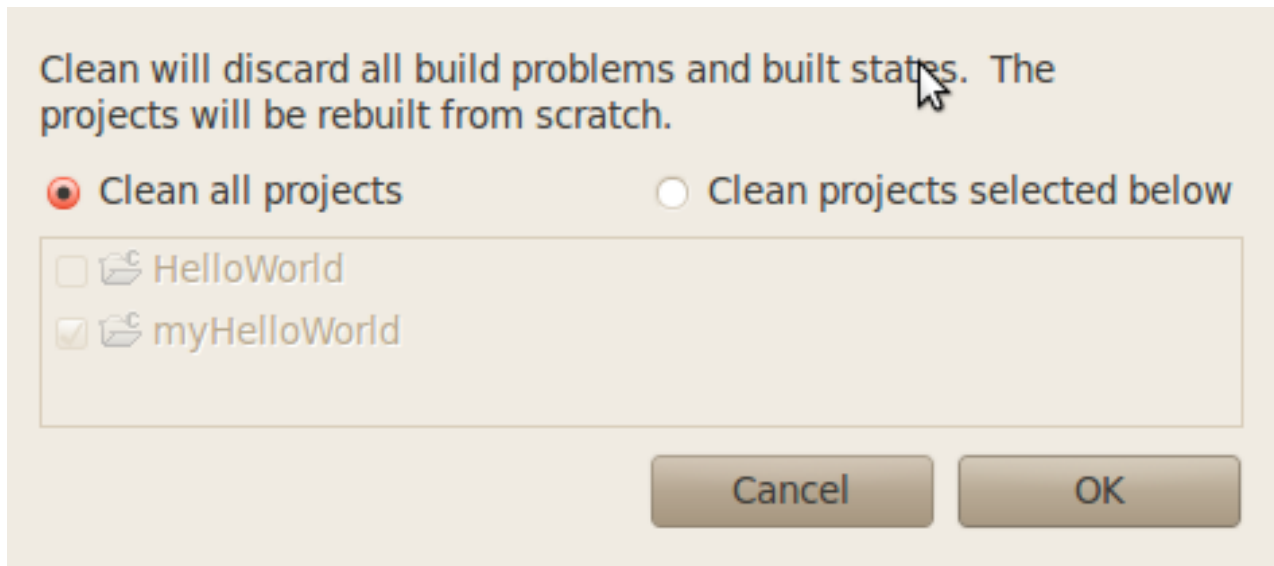 Clean will discard all build problems and built states.  The
projects will be rebuilt from scratch.
Clean all projects
Clean projects selected below
HelloWorld
myHelloWorld
Cancel
OK